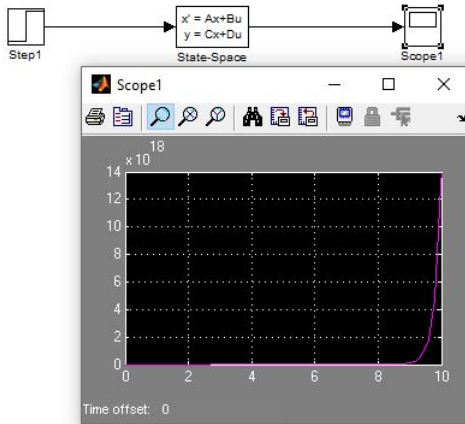 x' = Ax+Bu
y = Cx+Du
Step1
State-Space
Scope1
Scope1
x 10
18
14
12
10
8
6
4
2
0
0
2
4
6
8
10
Time offset: 0